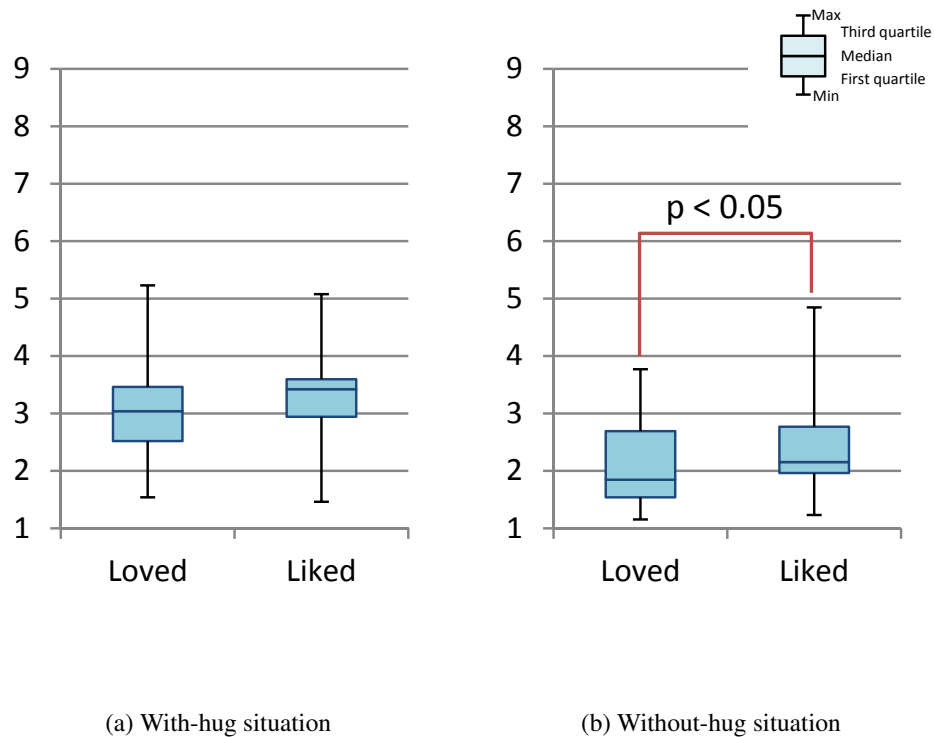 Max
Third quartile
Median
First quartile
Min
9
8
7
6
5
4
3
2
1
Loved
Liked
9
8
7
6
5
4
3
2
1
p < 0.05
Loved
Liked
(a) With-hug situation
(b) Without-hug situation